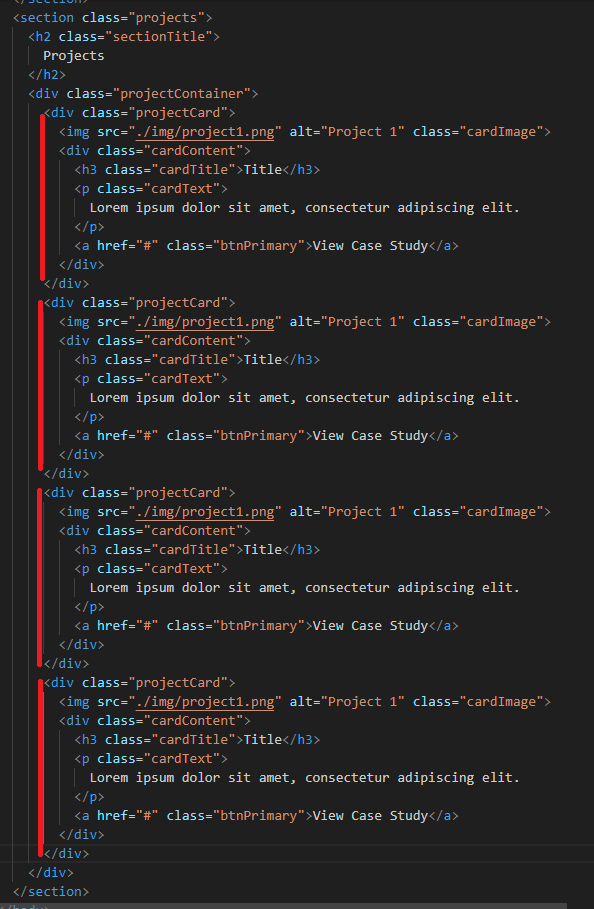 </section>
<section class="projects">
<h2 class="sectionTitle">
Projects
</h2>
<div class="projectContainer">
<div class="projectCard">
<img src="./img/project1.png" alt="Project 1" class="cardImage">
<div class="cardContent">
<h3 class="cardTitle">Title</h3>
<p class="cardText">
Lorem ipsum dolor sit amet, consectetur adipiscing elit.
</p>
<a href="#" class="btnPrimary">View Case Study</a>
</div>
</div>
<div class="projectCard">
<img src="./img/project1.png" alt="Project 1" class="cardImage">
<div class="cardContent">
<h3 class="cardTitle">Title</h3>
<p class="cardText">
Lorem ipsum dolor sit amet, consectetur adipiscing elit.
</p>
<a href="#" class="btnPrimary">View Case Study</a>
</div>
</div>
<div class="projectCard">
<img src="./img/project1.png" alt="Project 1" class="cardImage">
<div class="cardContent">
<h3 class="cardTitle">Title</h3>
<p class="cardText">
Lorem ipsum dolor sit amet, consectetur adipiscing elit.
</p>
<a href="#" class="btnPrimary">View Case Study</a>
</div>
</div>
<div class="projectCard">
<img src="./img/project1.png" alt="Project 1" class="cardImage">
<div class="cardContent">
<h3 class="cardTitle">Title</h3>
<p class="cardText">
Lorem ipsum dolor sit amet, consectetur adipiscing elit.
</p>
<a href="#" class="btnPrimary">View Case Study</a>
</div>
</div>
</div>
</section>
</body>